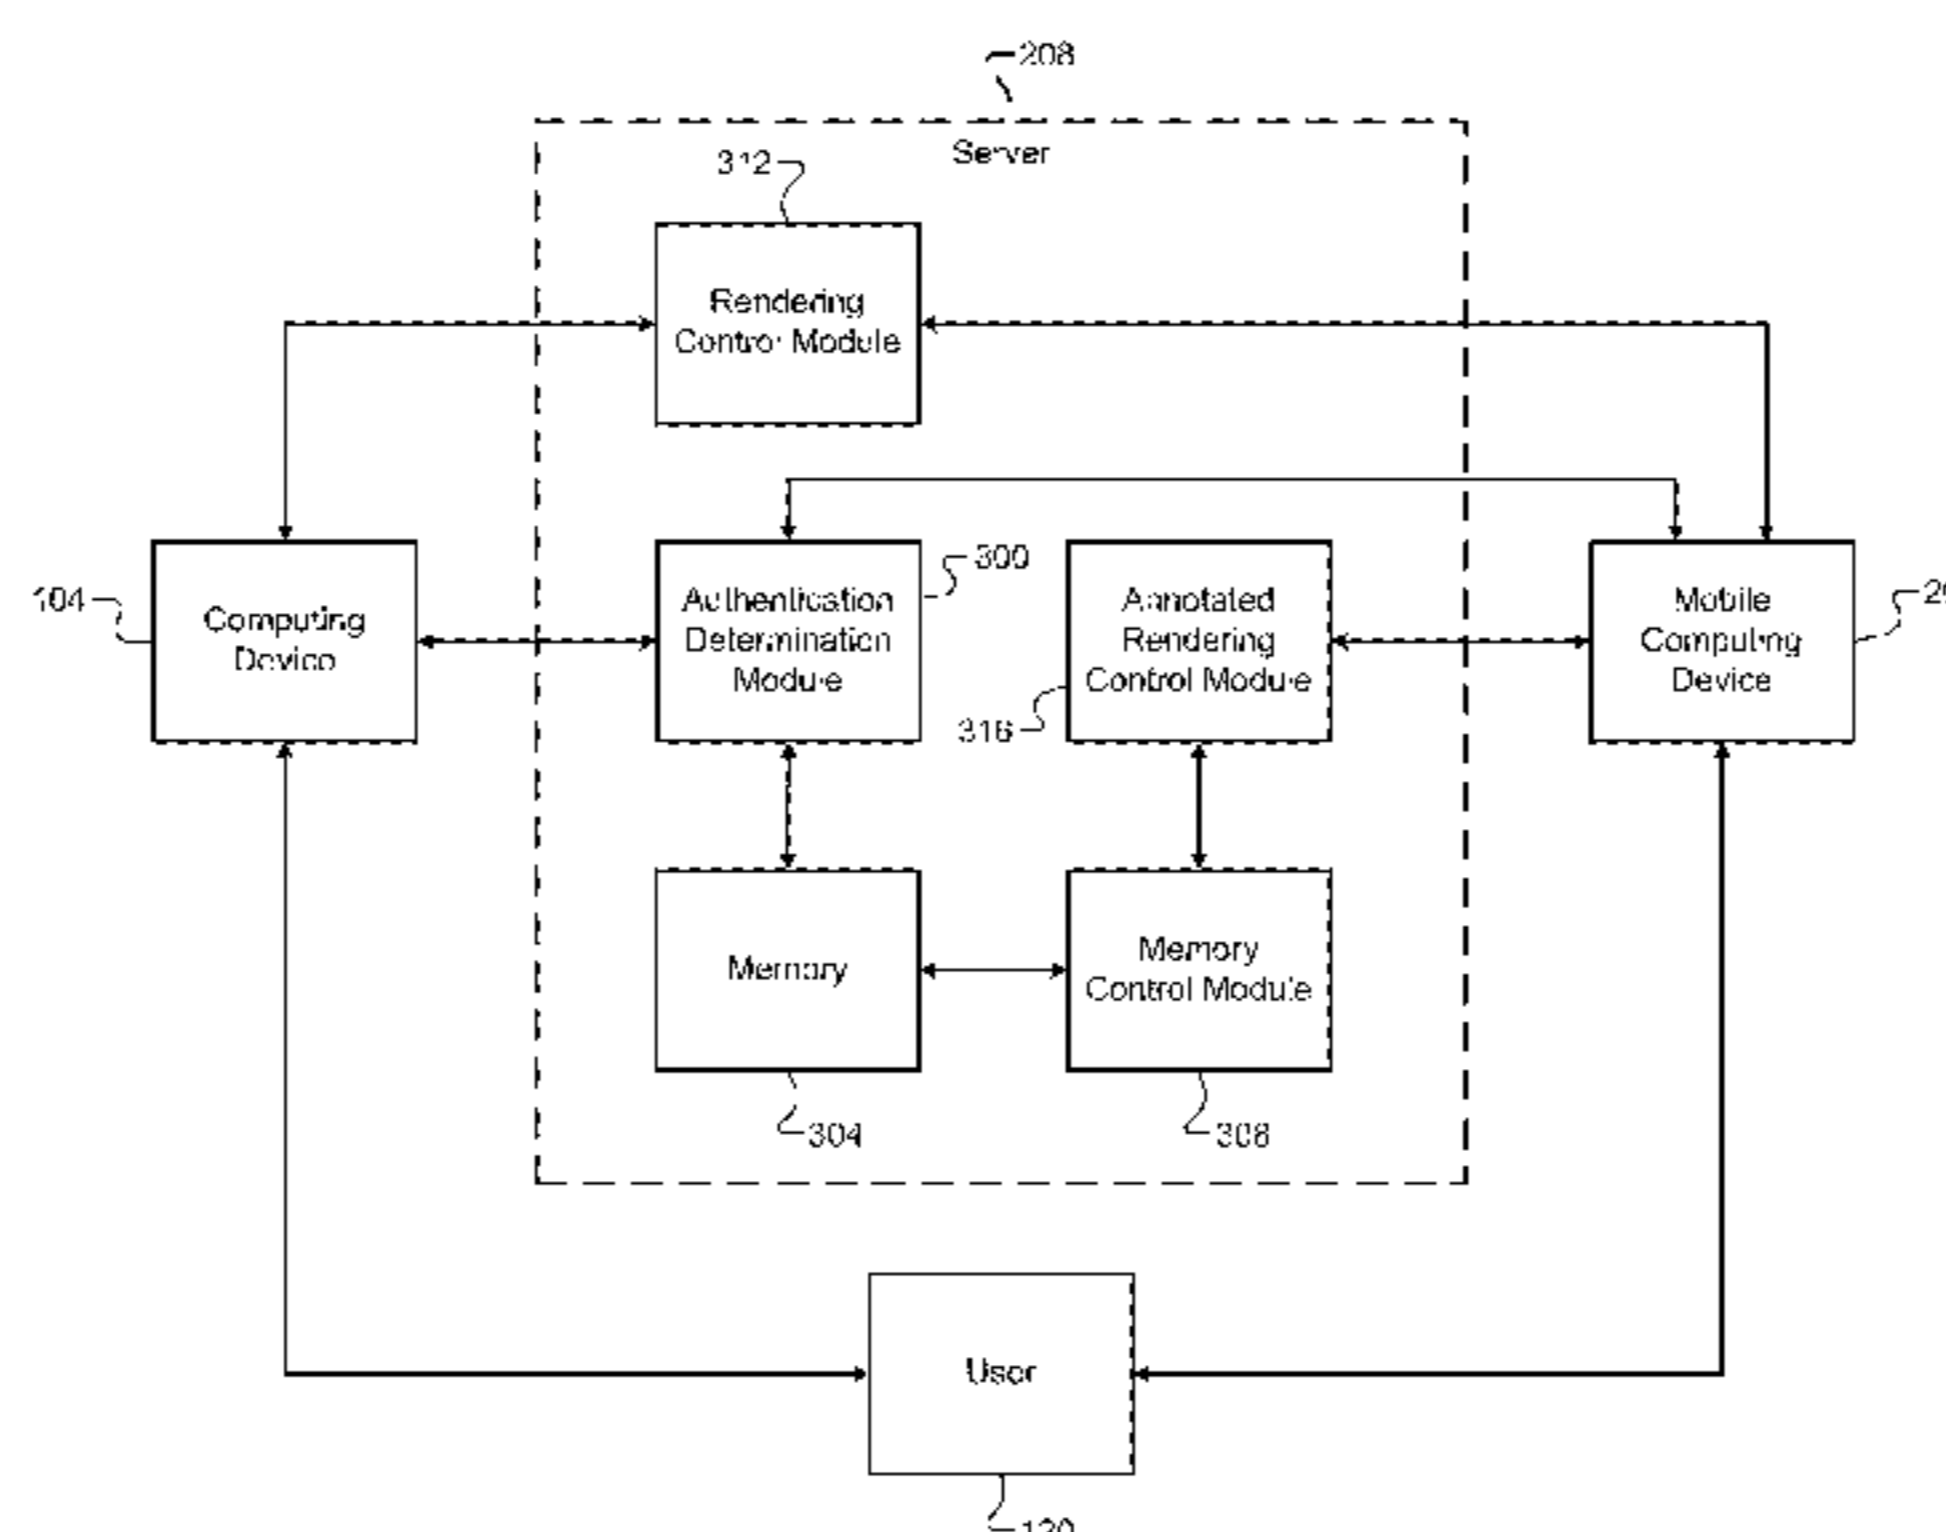 208
Server
312
Rendering
Control Module
300
104
Computing
Device
Authentication
Determination
Module
Annotated
Rendering
Control Module
316
Mobile
Computing
Device
Memory
Memory
Control Module
304
308
User